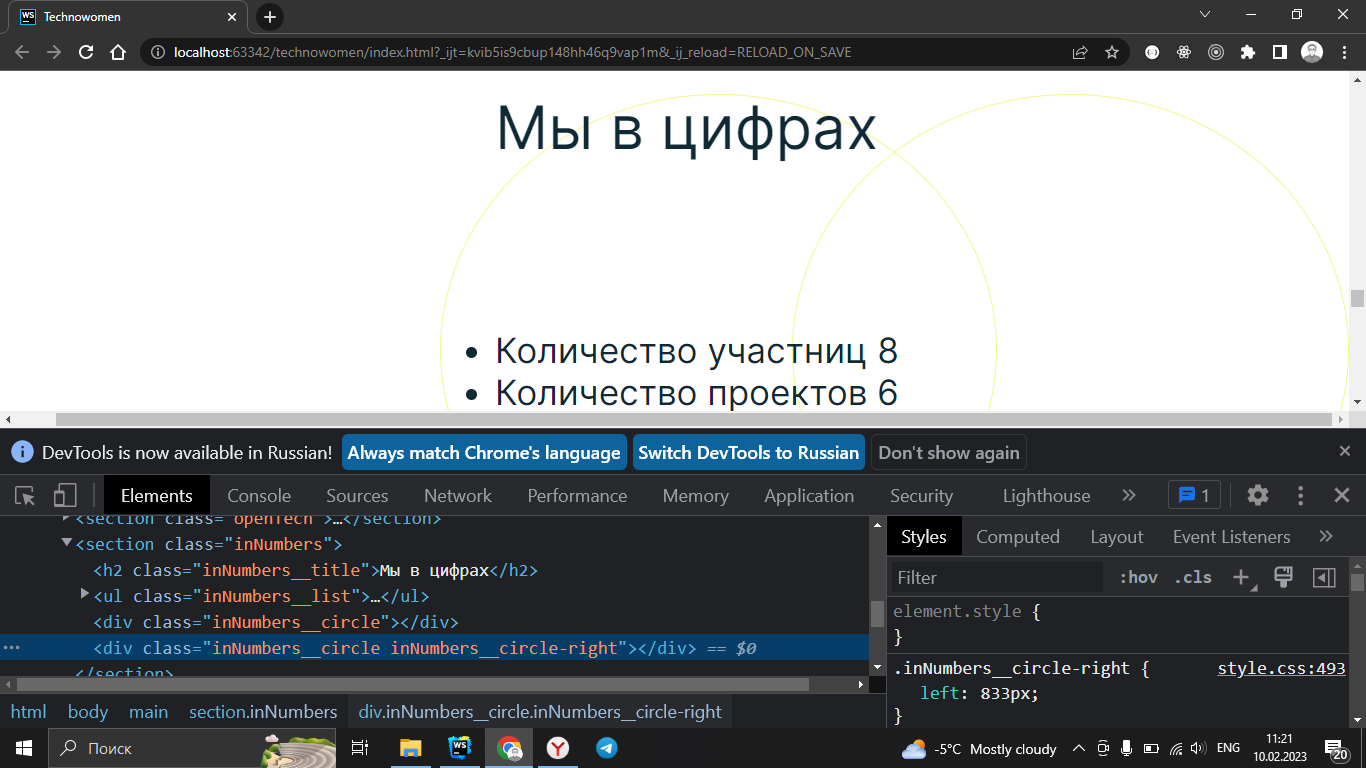 Technowomen
localhost:63342/technowomen/index.html?_ijt=kvib5is9cbup148hh46q9vap1m&_ij_reload=RELOAD_ON_SAVE
Мы в цифрах
• Количество участниц 8
• Количество проектов 6
DevTools is now available in Russian! Always match Chrome's language Switch DevTools to Russian Don't show again
Elements Console Sources Network Performance Memory Application Security Lighthouse » 1
<section class="openTech">…</section>
<section class="inNumbers">
<h2 class="inNumbers__title">Мы в цифрах</h2>
<ul class="inNumbers__list">…</ul>
<div class="inNumbers__circle"></div>
<div class="inNumbers__circle inNumbers__circle-right"></div> == $0
</section>
html body main section.inNumbers div.inNumbers__circle.inNumbers__circle-right
Styles Computed Layout Event Listeners »
Filter :hov .cls
element.style {
}
.inNumbers__circle-right { style.css:493
left: 833px;
}
Поиск
WS
-5°C Mostly cloudy
ENG
11:21
10.02.2023
20